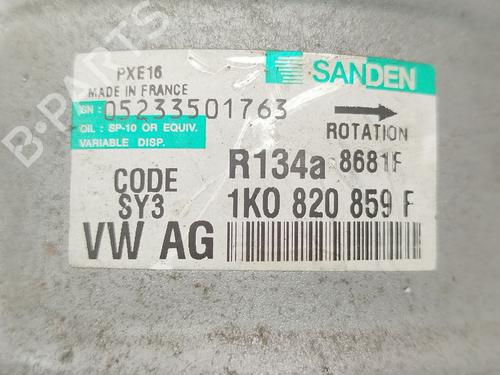 PXE16
MADE IN FRANCE
SN: 05233501763
OIL : SP-10 OR EQUIV.
VARIABLE DISP.
SANDEN
ROTATION
R134a 8681F
CODE
SY3
1K0 820 859 F
VW AG
B-PARTS